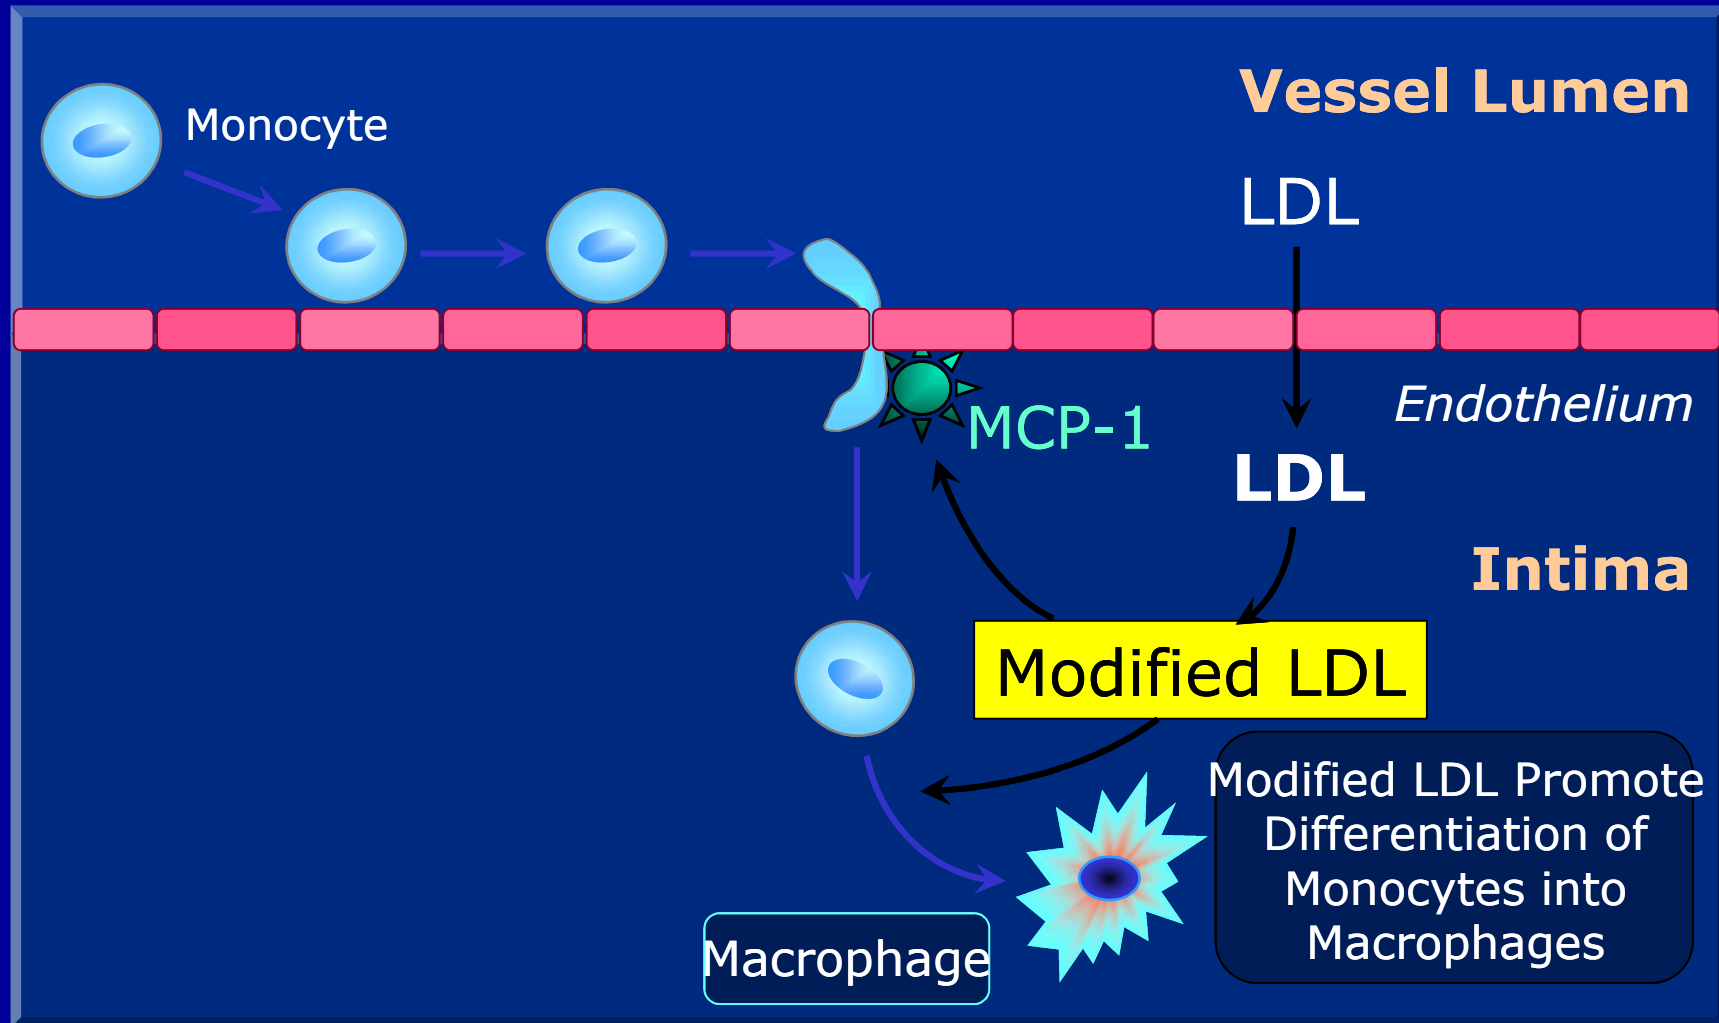 Vessel Lumen
Monocyte
LDL
Endothelium
MCP-1
LDL
Intima
Modified LDL
Modified LDL Promote
Differentiation of
Monocytes into
Macrophages
Macrophage